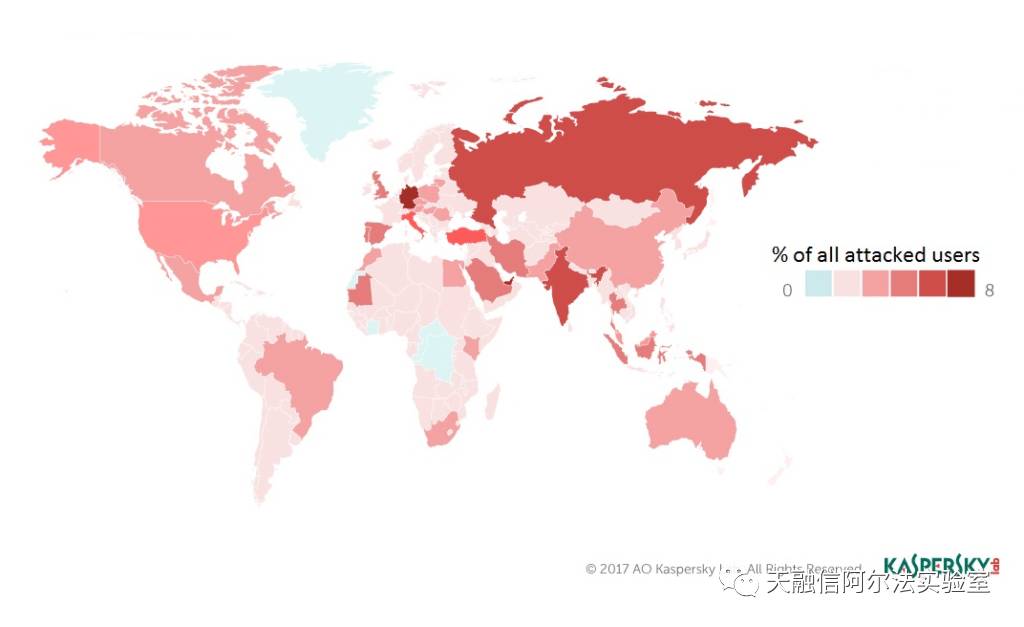 % of all attacked users
0
8
© 2017 AO Kaspersky All Rights Reserved.
KASPERSKY lab
天融信阿尔法实验室